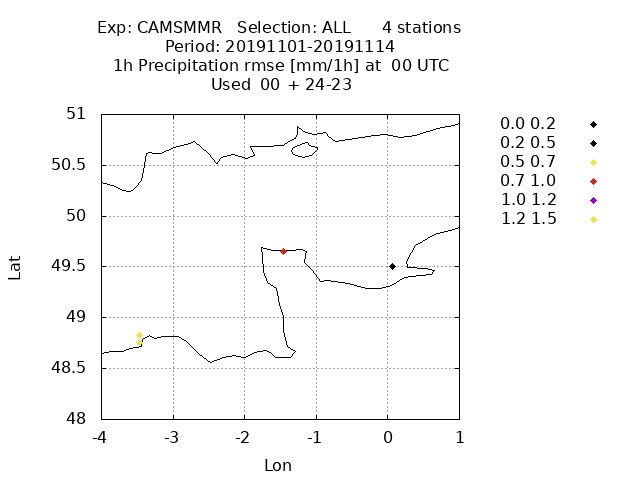 Exp: CAMSMMR Selection: ALL 4 stations
Period: 20191101-20191114
1h Precipitation rmse [mm/1h] at 00 UTC
Used 00 + 24-23
51
50.5
50
49.5
49
48.5
48
Lat
-4 -3 -2 -1 0 1
Lon
0.0 0.2
0.2 0.5
0.5 0.7
0.7 1.0
1.0 1.2
1.2 1.5